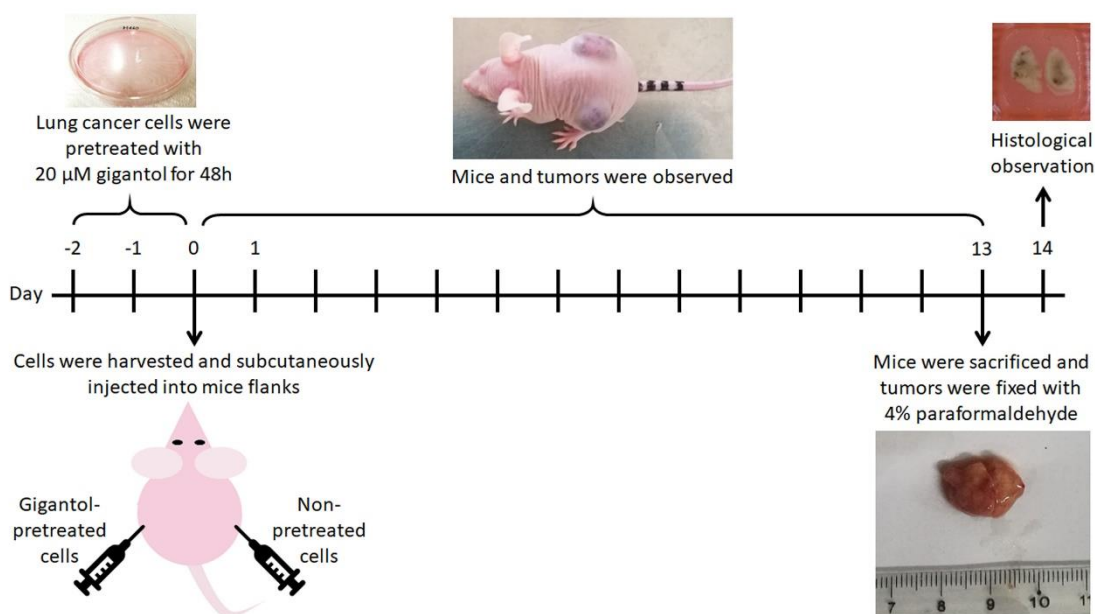 Lung cancer cells were
pretreated with
20 µM gigantol for 48h
Mice and tumors were observed
Histological
observation
-2
-1
0
1
13
14
Day
Cells were harvested and subcutaneously
injected into mice flanks
Mice were sacrificed and
tumors were fixed with
4% paraformaldehyde
Gigantol-
pretreated
cells
Non-
pretreated
cells
7 8 9 10 11